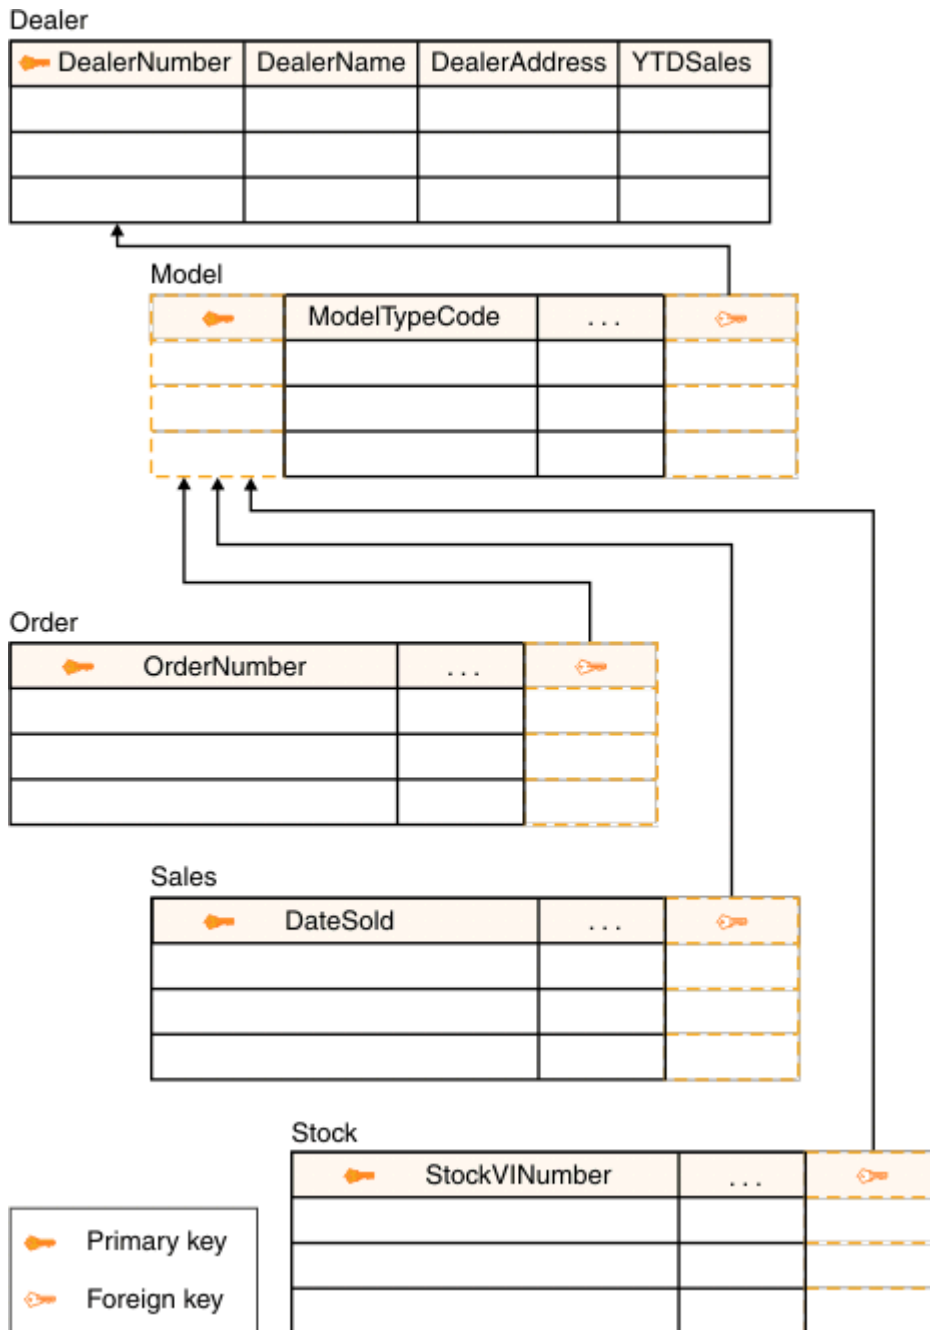 Dealer
DealerNumber DealerName DealerAddress YTDSales
Model
ModelTypeCode ...
Order
OrderNumber ...
Sales
DateSold ...
Stock
StockVINumber ...
Primary key
Foreign key